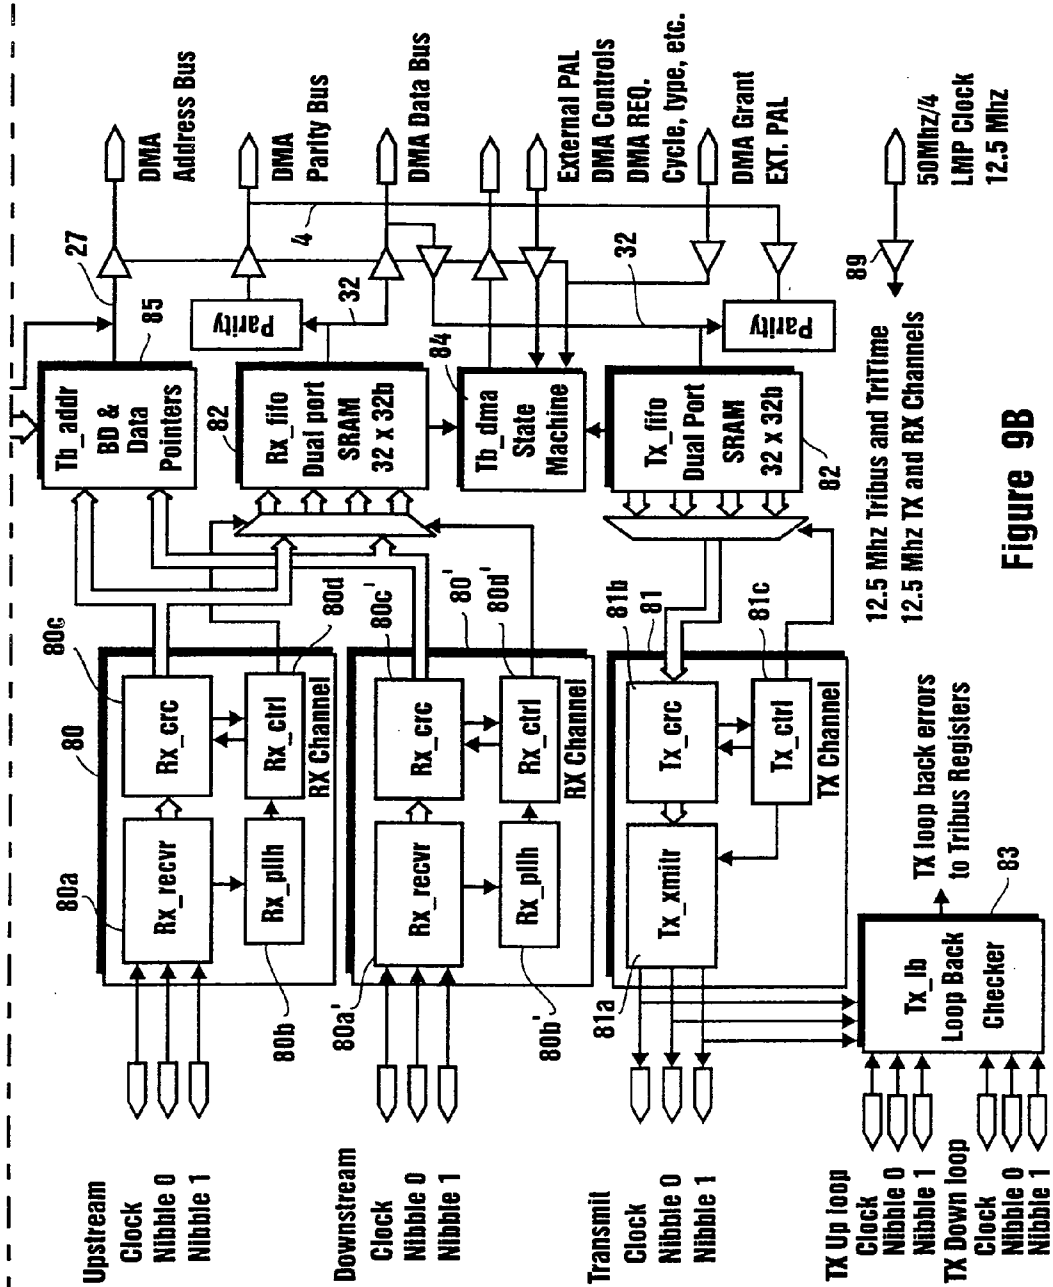 Upstream
Clock
Nibble 0
Nibble 1
80a
Rx_recvr
80b
Rx_pllh
80
80c
Rx_crc
80d
Rx_ctrl
RX Channel
Downstream
Clock
Nibble 0
Nibble 1
80a'
Rx_recvr
80b'
Rx_pllh
80'
80c'
Rx_crc
80d'
Rx_ctrl
RX Channel
Transmit
Clock
Nibble 0
Nibble 1
81a
Tx_xmitr
81b
81
81c
Tx_crc
Tx_ctrl
TX Channel
TX Up loop
Clock
Nibble 0
Nibble 1
TX Down loop
Clock
Nibble 0
Nibble 1
Tx_lb
Loop Back
Checker
83
TX loop back errors
to Tribus Registers
Tb_addr
BD &
Data
Pointers
85
27
82
Rx_fifo
Dual port
SRAM
32 x 32b
Parity
32
4
84
Tb_dma
State
Machine
Tx_fifo
Dual Port
SRAM
32 x 32b
82
Parity
32
DMA
Address Bus
DMA
Parity Bus
DMA Data Bus
External PAL
DMA Controls
DMA REQ.
Cycle, type, etc.
DMA Grant
EXT. PAL
89
50Mhz/4
LMP Clock
12.5 Mhz
12.5 Mhz Tribus and TriTime
12.5 Mhz TX and RX Channels
Figure 9B